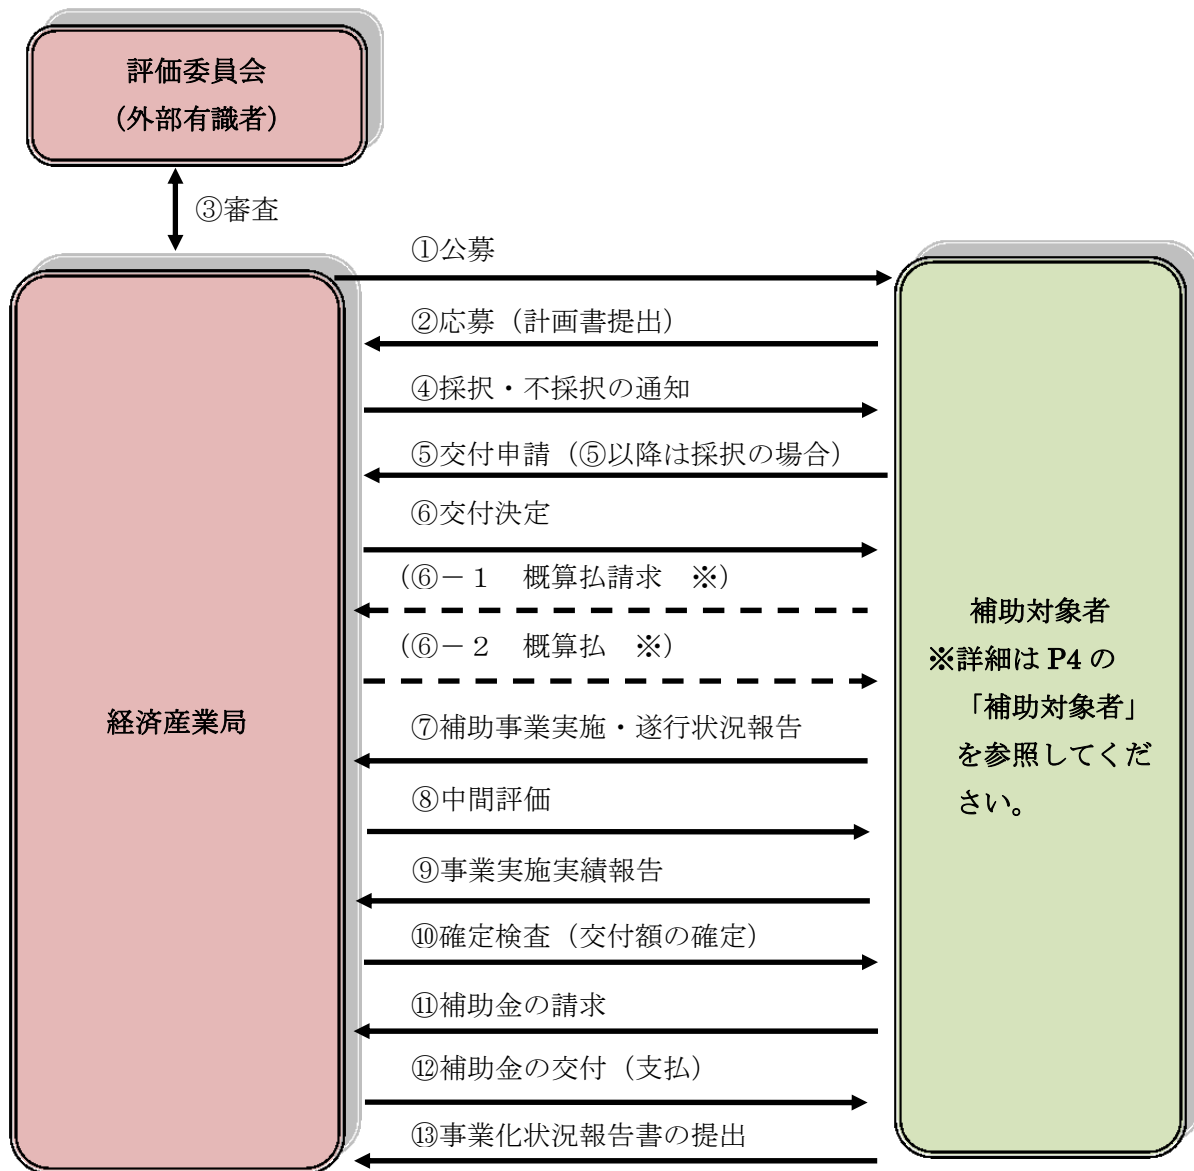 評価委員会
（外部有識者）
③審査
①公募
②応募（計画書提出）
④採択・不採択の通知
⑤交付申請（⑤以降は採択の場合）
⑥交付決定
（⑥－１　概算払請求　※）
（⑥－２　概算払　※）
経済産業局
⑦補助事業実施・遂行状況報告
⑧中間評価
⑨事業実施実績報告
⑩確定検査（交付額の確定）
⑪補助金の請求
⑫補助金の交付（支払）
⑬事業化状況報告書の提出
補助対象者
※詳細は P4 の
「補助対象者」
を参照してくだ
さい。